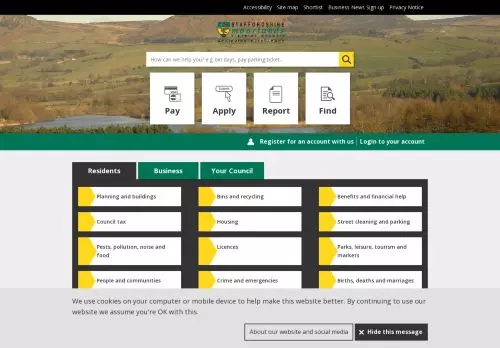 Accessibility Site map Shortlist Business News Sign-up Privacy Notice
STAFFORDSHIRE
moorlands
DISTRICT COUNCIL
How can we help you? e.g. bin days, pay parking ticket...
Pay Apply Report Find
Register for an account with us Login to your account
Residents Business Your Council
Planning and buildings Bins and recycling Benefits and financial help
Council tax Housing Street cleaning and parking
Pests, pollution, noise and food Licences Parks, leisure, tourism and markets
People and communities Crime and emergencies Births, deaths and marriages
We use cookies on your computer or mobile device to help make this website better. By continuing to use our
website we assume you're OK with this.
About our website and social media × Hide this message